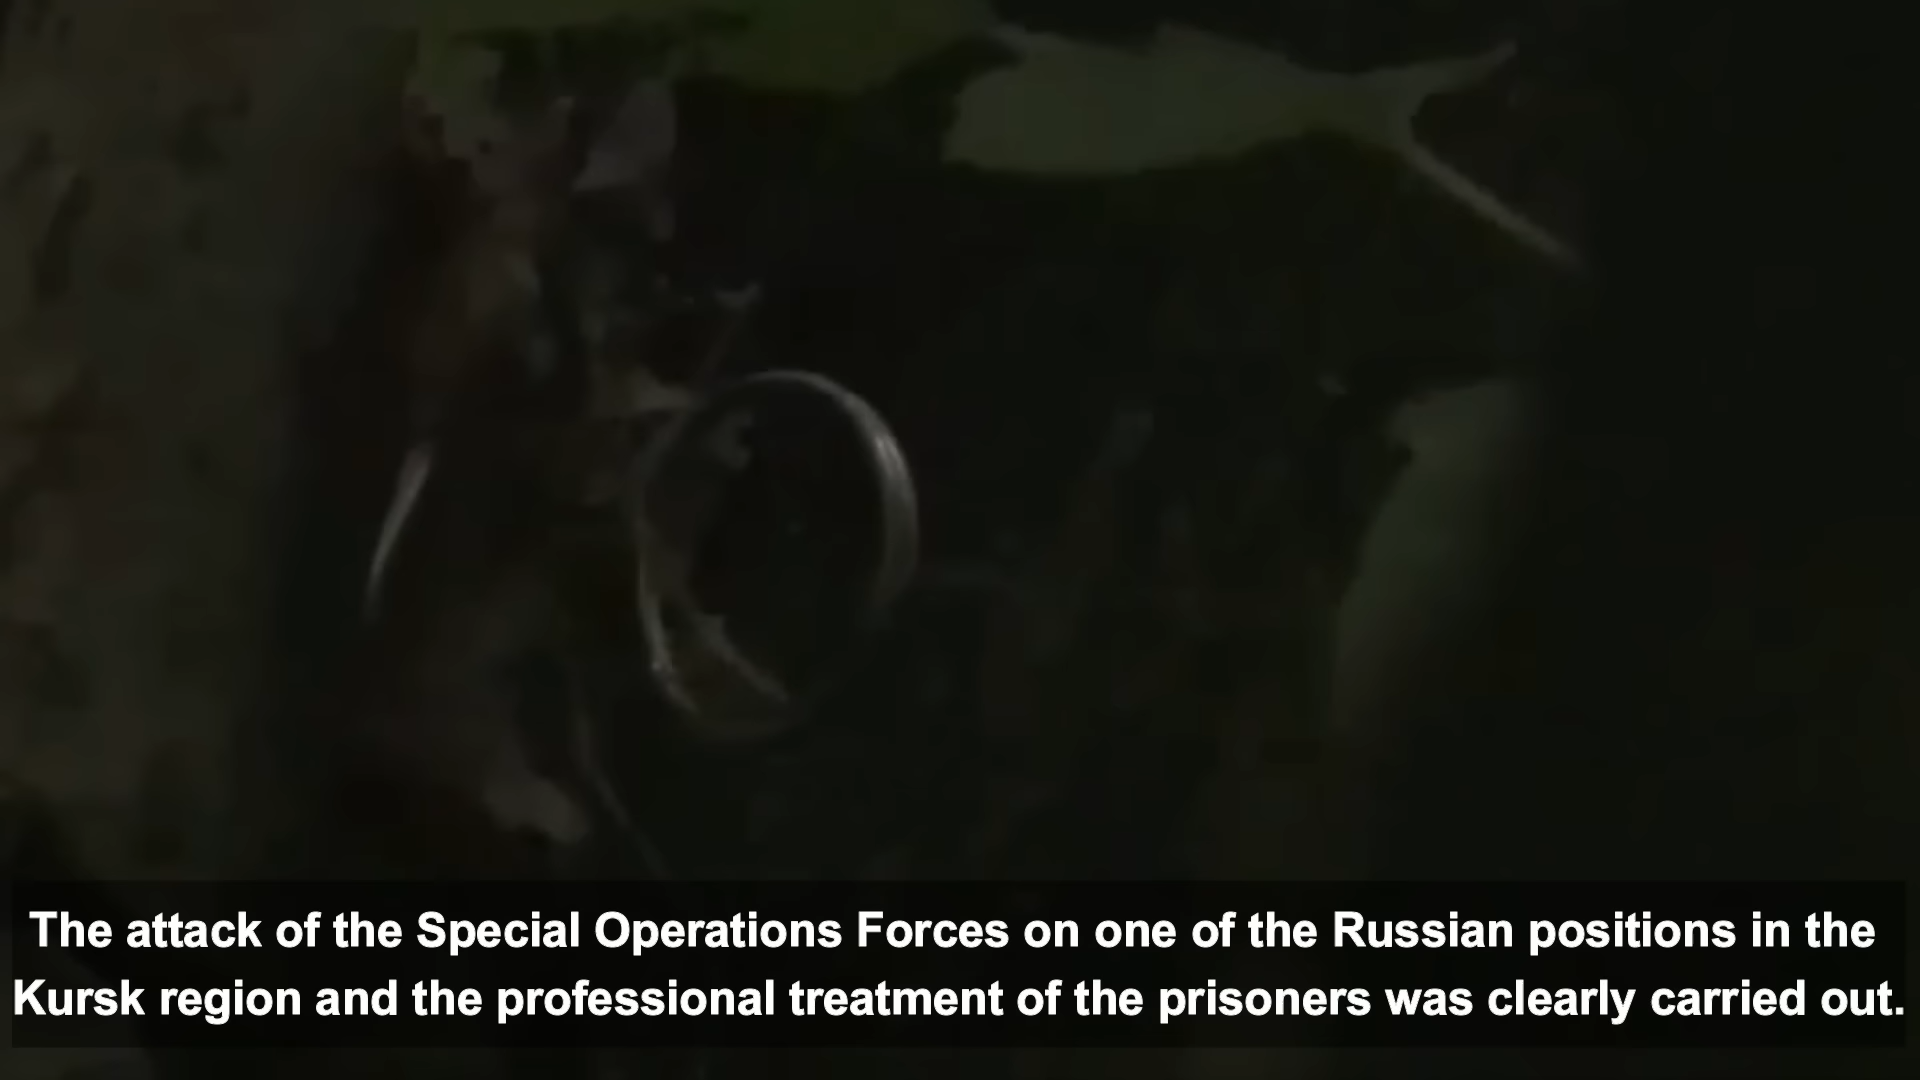 The attack of the Special Operations Forces on one of the Russian positions in the
Kursk region and the professional treatment of the prisoners was clearly carried out.